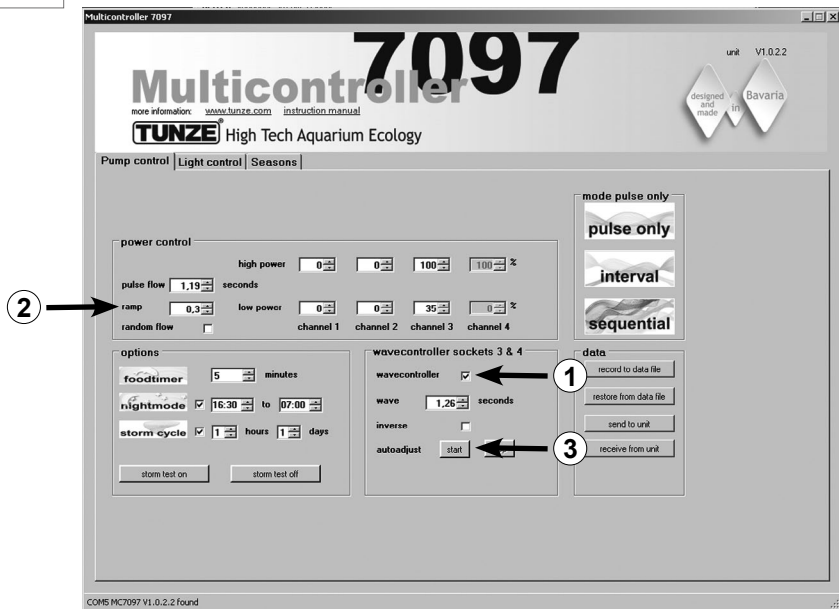 Multicontroller 7097
7097
Multicontroller
unit V1.0.2.2
designed and made in Bavaria
more information: www.tunze.com instruction manual
TUNZE High Tech Aquarium Ecology
Pump control Light control Seasons
mode pulse only
pulse only
interval
sequential
power control
high power 0 0 100 100 %
pulse flow 1,19 seconds
ramp 0,3 low power 0 0 35 0 %
random flow channel 1 channel 2 channel 3 channel 4
2
options
foodtimer 5 minutes
nightmode 16:30 to 07:00
storm cycle 1 hours 1 days
storm test on storm test off
wavecontroller sockets 3 & 4
wavecontroller
1
wave 1,26 seconds
inverse
autoadjust start
3
data
record to data file
restore from data file
send to unit
receive from unit
COM5 MC7097 V1.0.2.2 found